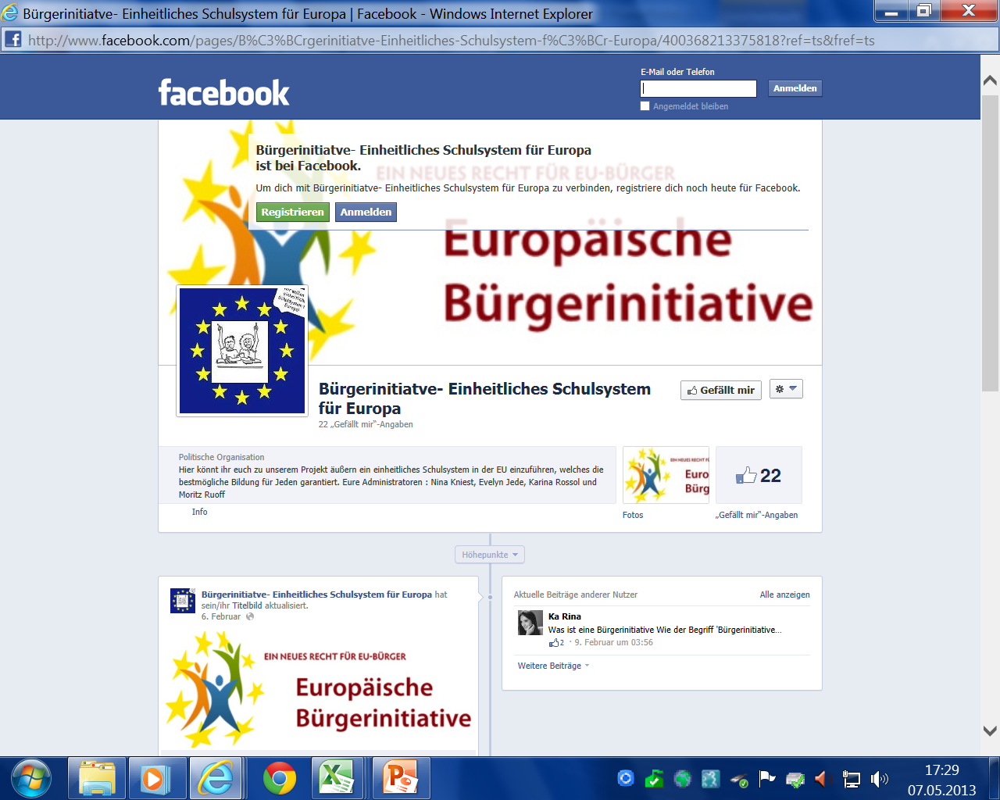 Bürgerinitiatve- Einheitliches Schulsystem für Europa | Facebook - Windows Internet Explorer
http://www.facebook.com/pages/B%C3%BCrgerinitiatve-Einheitliches-Schulsystem-f%C3%BCr-Europa/400368213375818?ref=ts&fref=ts
facebook
E-Mail oder Telefon
Anmelden
Angemeldet bleiben
Bürgerinitiatve- Einheitliches Schulsystem für Europa
ist bei Facebook.
EIN NEUES RECHT FÜR EU-BÜRGER
Um dich mit Bürgerinitiatve- Einheitliches Schulsystem für Europa zu verbinden, registriere dich noch heute für Facebook.
Registrieren Anmelden
Europäische
Bürgerinitiative
wir wollen
einheitlich
Schulsystem!
Europa!
Bürgerinitiatve- Einheitliches Schulsystem
für Europa
22 „Gefällt mir“-Angaben
Gefällt mir
Politische Organisation
Hier könnt ihr euch zu unserem Projekt äußern ein einheitliches Schulsystem in der EU einzuführen, welches die
bestmögliche Bildung für Jeden garantiert. Eure Administratoren : Nina Kniest, Evelyn Jede, Karina Rossol und
Moritz Ruoff
Info
EIN NEUES RECHT FÜR
Euro
Bürg
Fotos
22
„Gefällt mir“-Angaben
Höhepunkte
Bürgerinitiatve- Einheitliches Schulsystem für Europa hat
sein/ihr Titelbild aktualisiert.
6. Februar
EIN NEUES RECHT FÜR EU-BÜRGER
Europäische
Bürgerinitiative
Aktuelle Beiträge anderer Nutzer
Alle anzeigen
Ka Rina
Was ist eine Bürgerinitiative Wie der Begriff 'Bürgerinitiative...
2 · 9. Februar um 03:56
Weitere Beiträge
17:29
07.05.2013